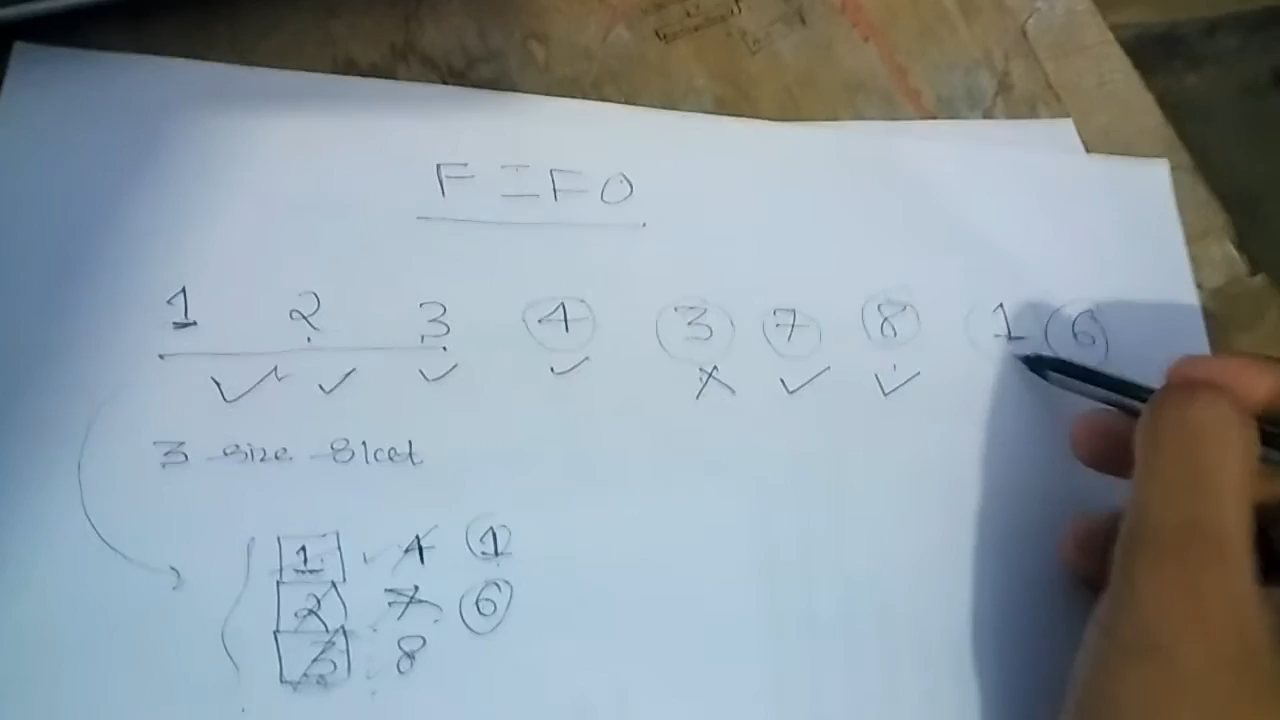 FIFO
1 2 3 4 3 7 8 1 6
✓ ✓ ✓ ✓ X ✓ ✓
3 size
1 4 1
2 7 6
3 8